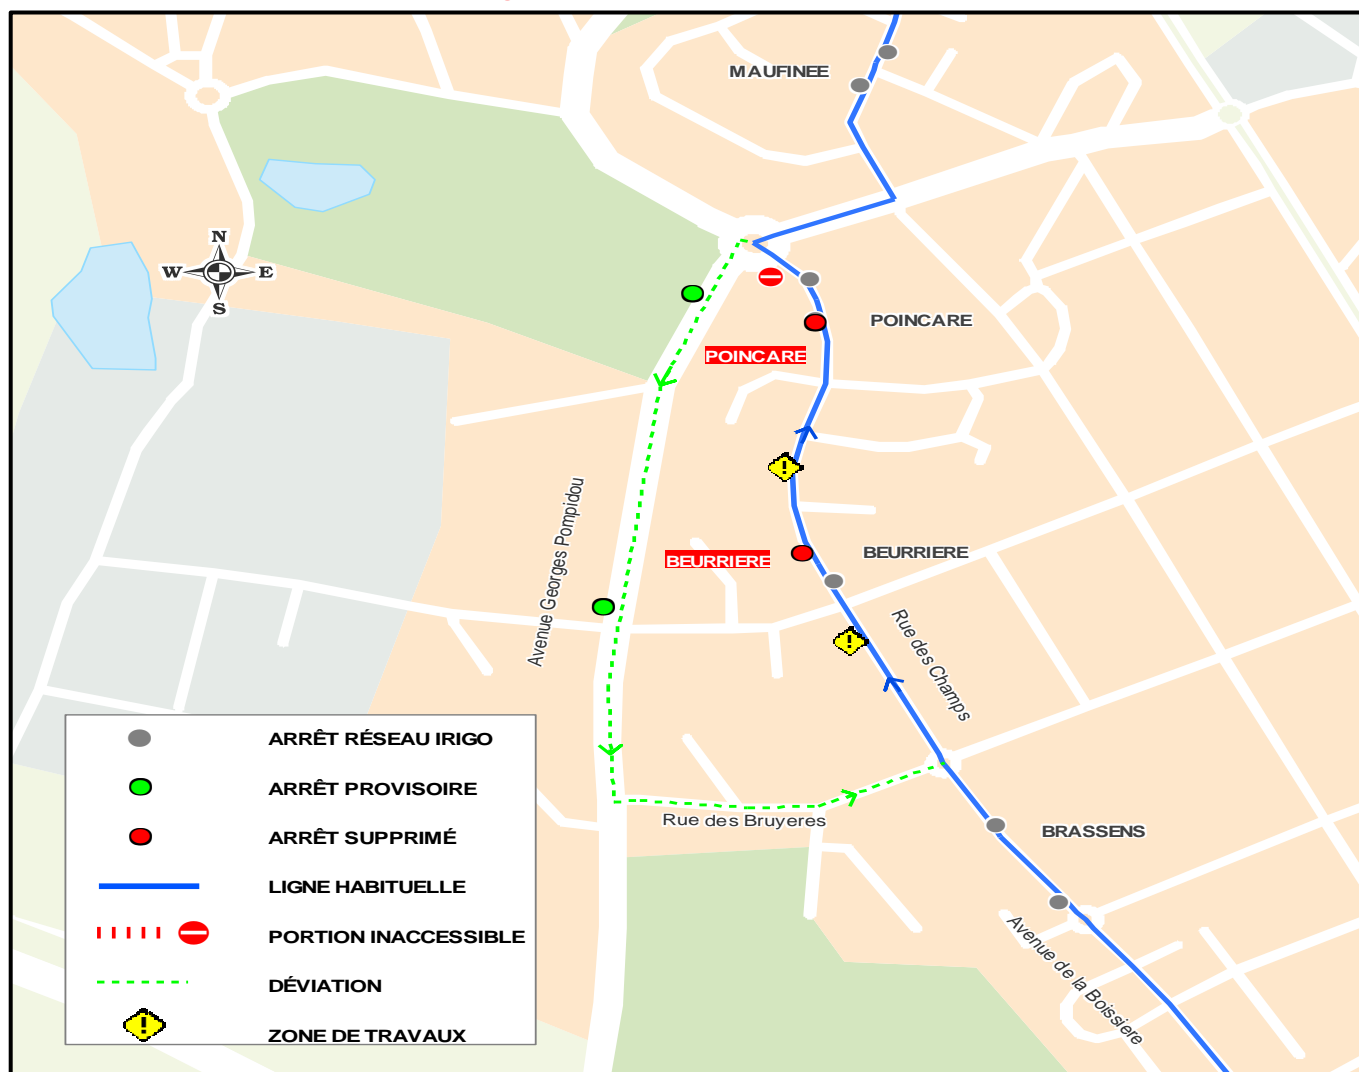 MAUFINEE
N
W E
S
POINCARE
POINCARE
BEURRIERE
BEURRIERE
Avenue Georges Pompidou
Rue des Champs
Rue des Bruyeres
BRASSENS
Avenue de la Boissiere
ARRÊT RÉSEAU IRIGO
ARRÊT PROVISOIRE
ARRÊT SUPPRIMÉ
LIGNE HABITUELLE
PORTION INACCESSIBLE
DÉVIATION
ZONE DE TRAVAUX